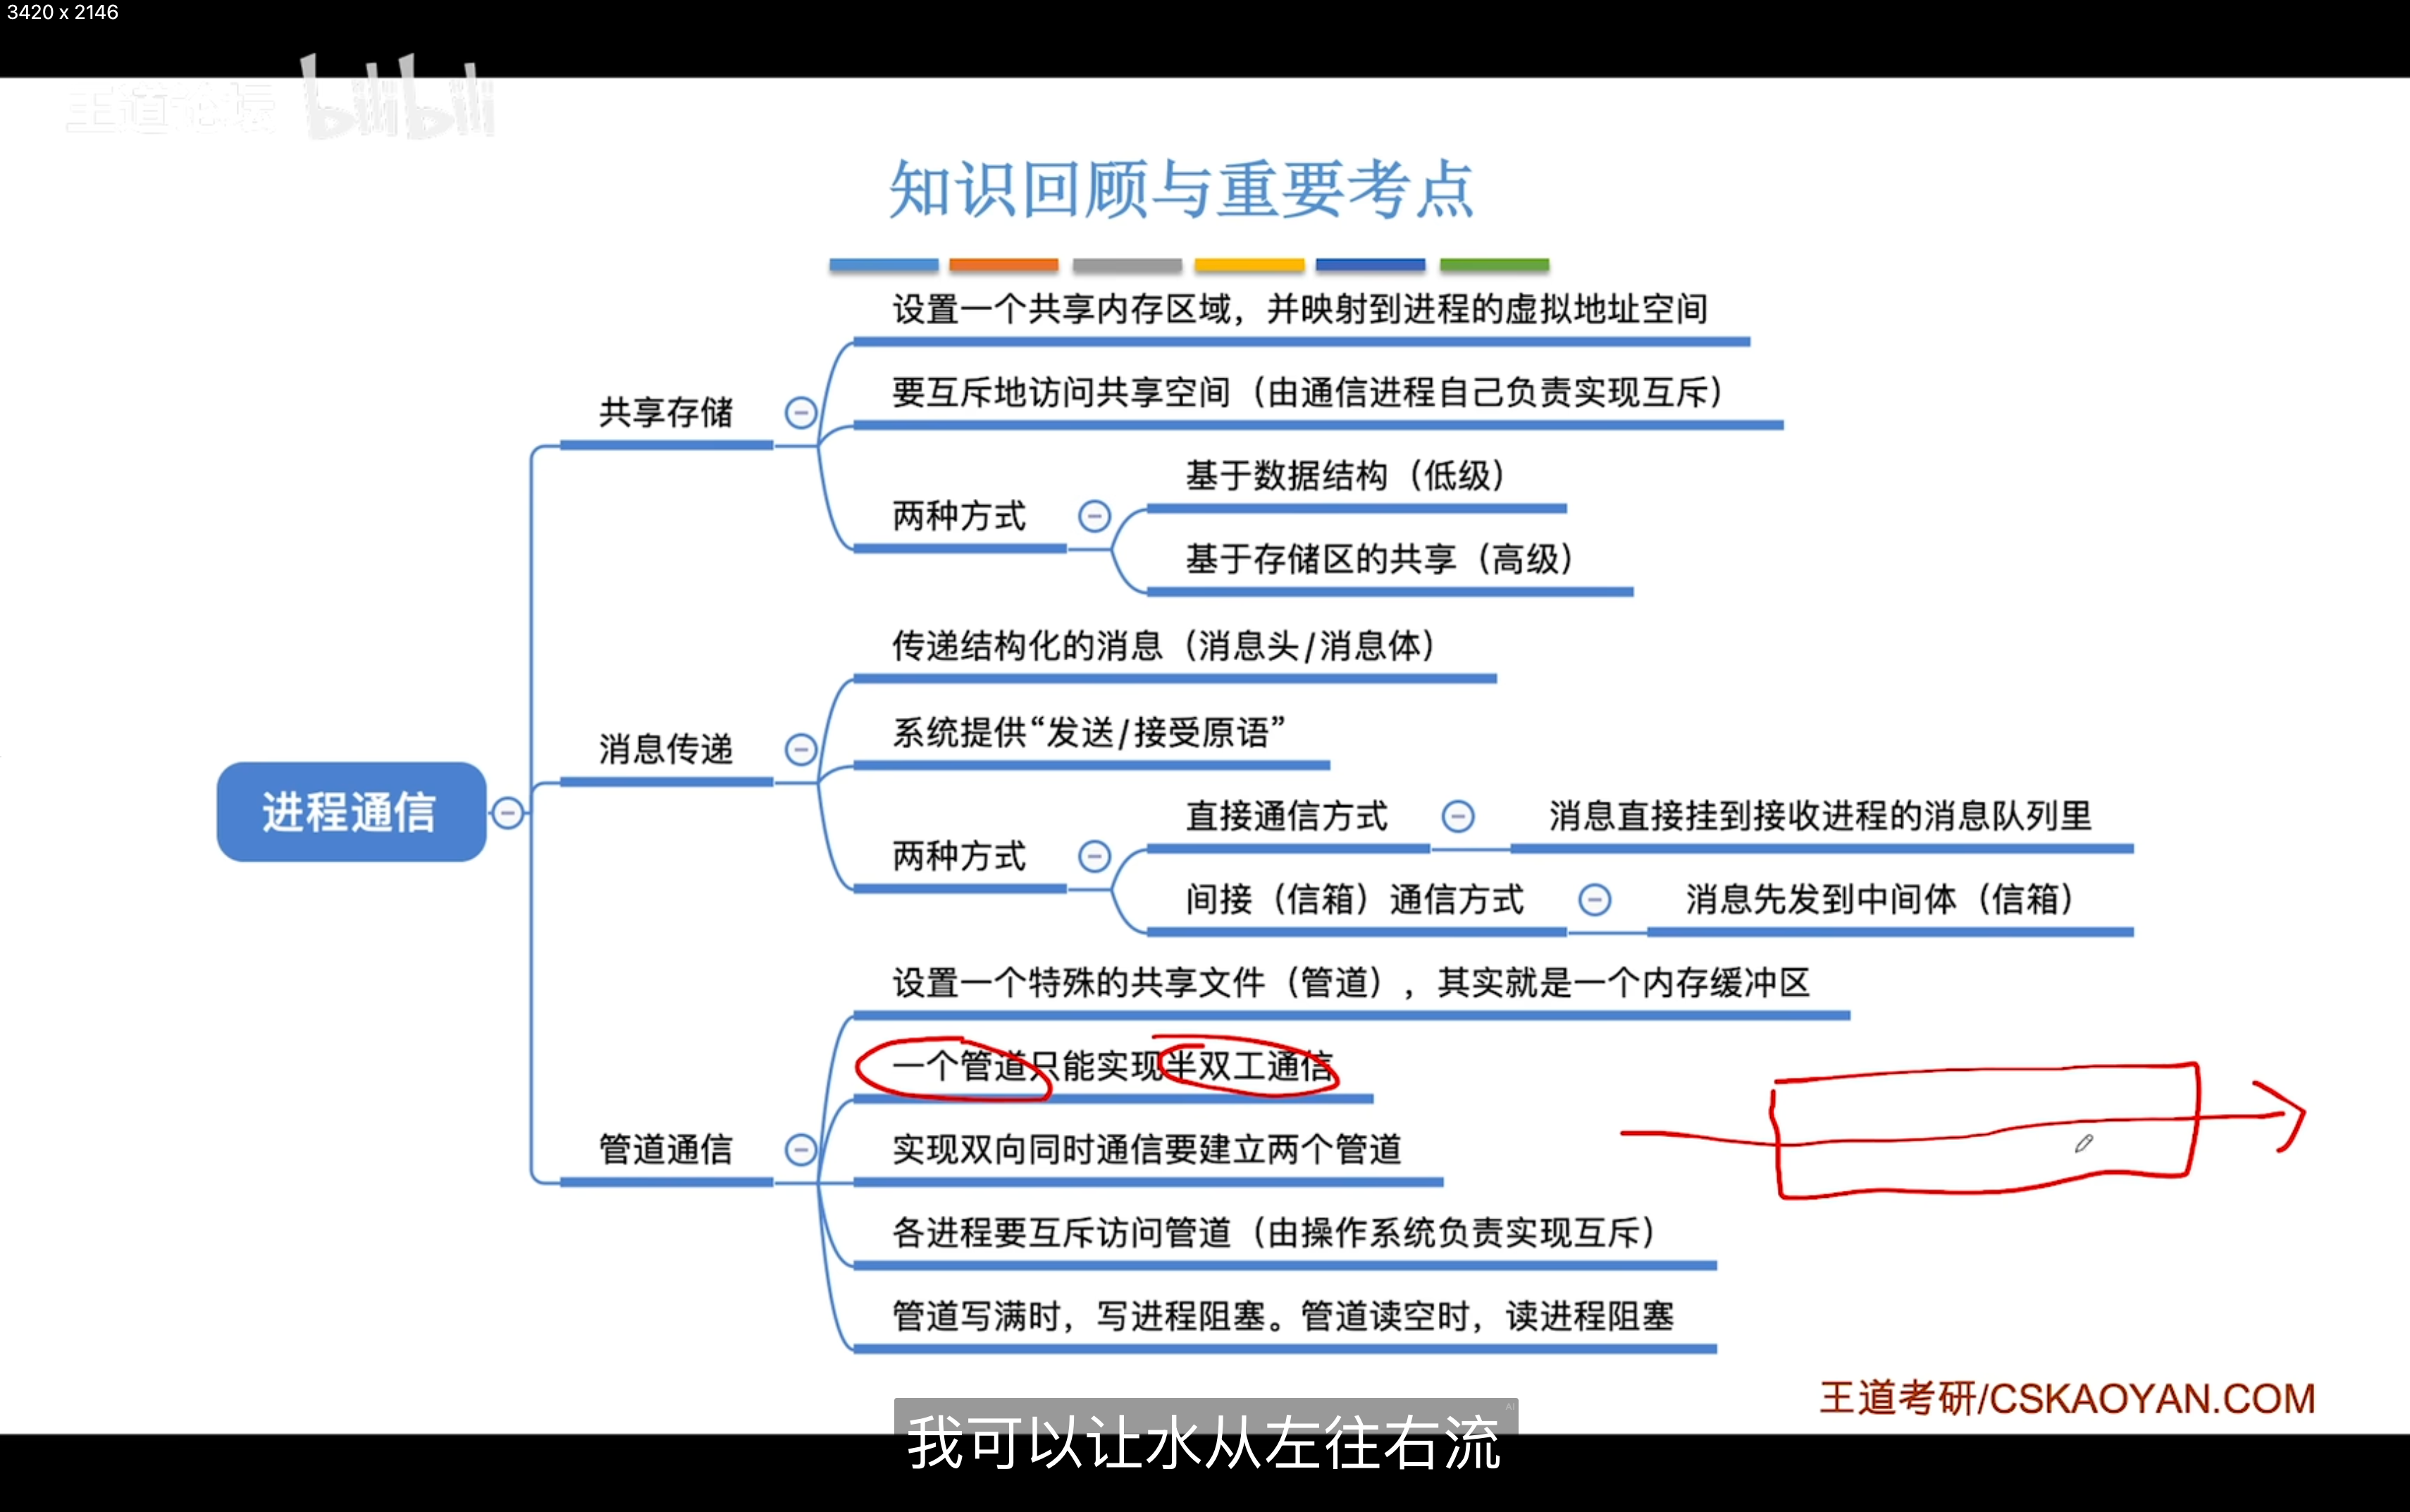 3420 x 2146
王道论坛 bilibili
知识回顾与重要考点
设置一个共享内存区域，并映射到进程的虚拟地址空间
要互斥地访问共享空间（由通信进程自己负责实现互斥）
共享存储
基于数据结构（低级）
两种方式
基于存储区的共享（高级）
传递结构化的消息（消息头/消息体）
系统提供“发送/接受原语”
消息传递
直接通信方式
消息直接挂到接收进程的消息队列里
两种方式
间接（信箱）通信方式
消息先发到中间体（信箱）
进程通信
设置一个特殊的共享文件（管道），其实就是一个内存缓冲区
一个管道只能实现半双工通信
实现双向同时通信要建立两个管道
管道通信
各进程要互斥访问管道（由操作系统负责实现互斥）
管道写满时，写进程阻塞。管道读空时，读进程阻塞
王道考研/CSKAOYAN.COM
AI
我可以让水从左往右流